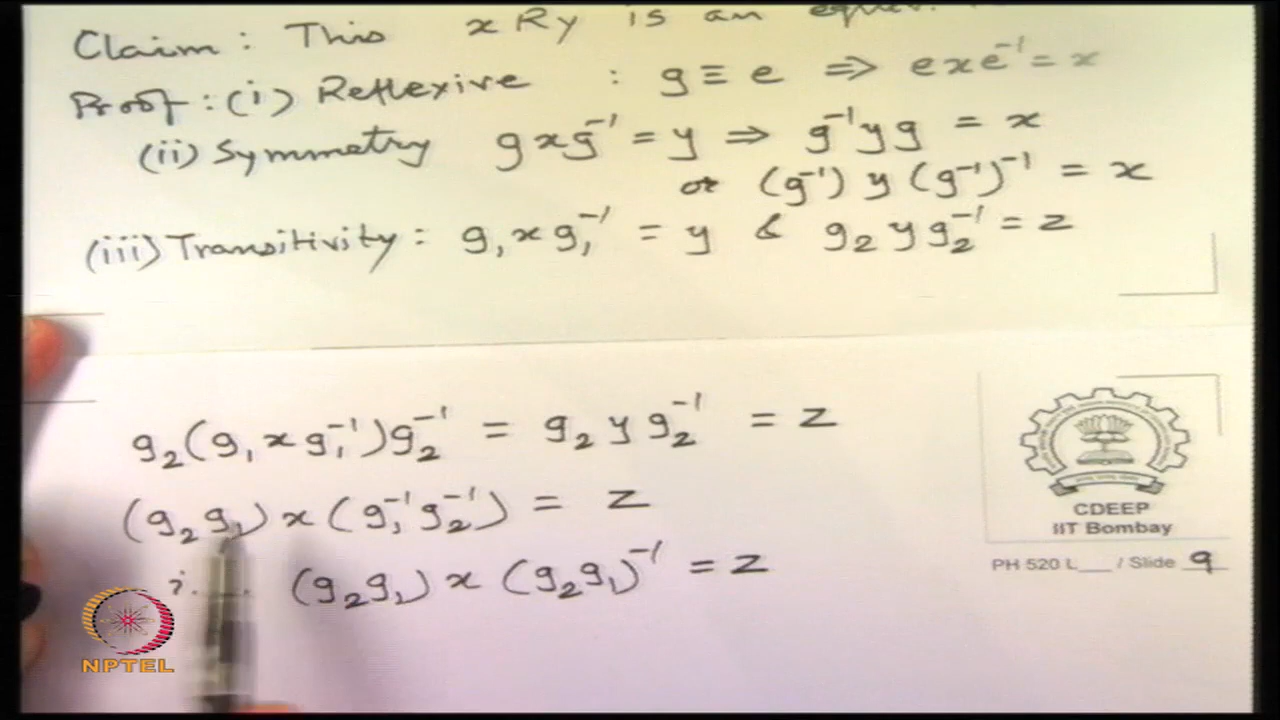 Claim: This xRy is an
Proof: (i) Reflexive : g ≡ e ⇒ e x e⁻¹ = x
(ii) Symmetry g x g⁻¹ = y ⇒ g⁻¹ y g = x
or (g⁻¹) y (g⁻¹)⁻¹ = x
(iii) Transitivity: g₁ x g₁⁻¹ = y & g₂ y g₂⁻¹ = z
g₂(g₁ x g₁⁻¹)g₂⁻¹ = g₂ y g₂⁻¹ = z
(g₂g₁) x (g₁⁻¹g₂⁻¹) = z
(g₂g₁) x (g₂g₁)⁻¹ = z
CDEEP
IIT Bombay
PH 520 L___ / Slide 9
NPTEL